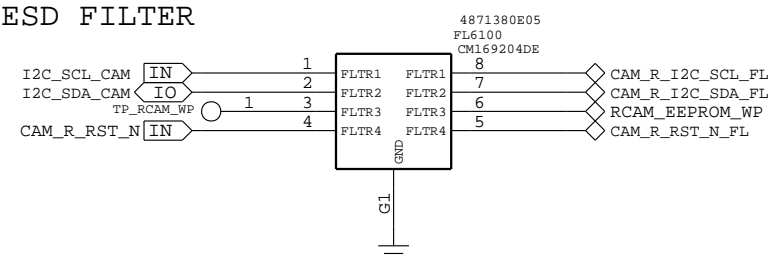 ESD FILTER
4871380E05
FL6100
CM169204DE
I2C_SCL_CAM IN 1 FLTR1 FLTR1 8 CAM_R_I2C_SCL_FL
I2C_SDA_CAM IO 2 FLTR2 FLTR2 7 CAM_R_I2C_SDA_FL
TP_RCAM_WP 1 3 FLTR3 FLTR3 6 RCAM_EEPROM_WP
CAM_R_RST_N IN 4 FLTR4 FLTR4 5 CAM_R_RST_N_FL
GND
G1